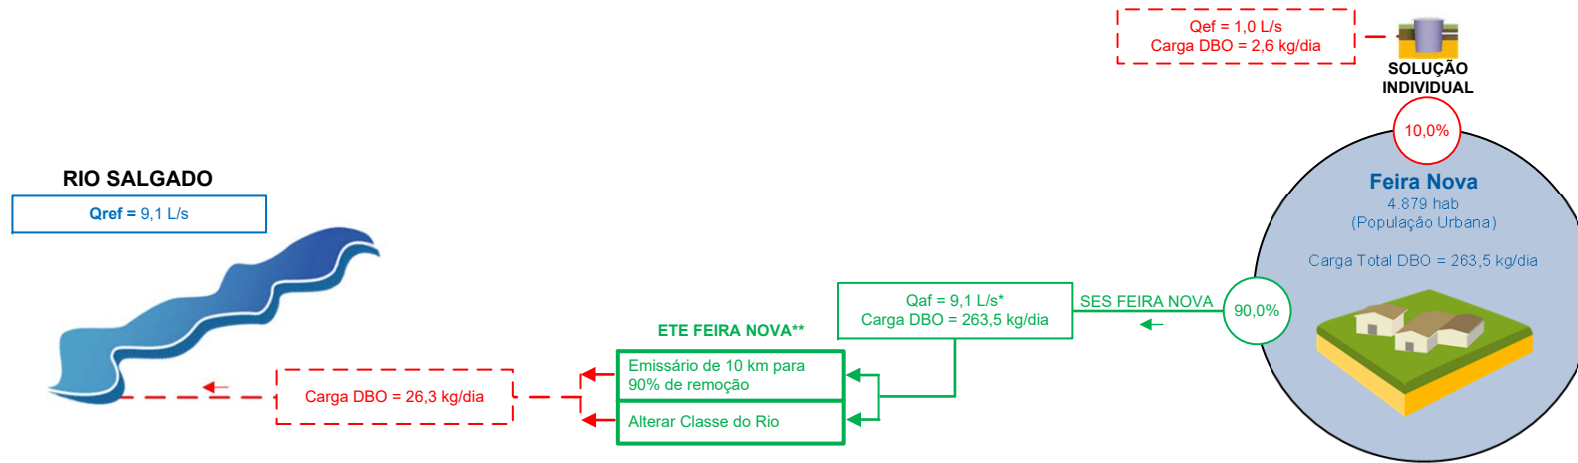 Qef = 1,0 L/s
Carga DBO = 2,6 kg/dia
SOLUÇÃO
INDIVIDUAL
10,0%
RIO SALGADO
Qref = 9,1 L/s
Feira Nova
4.879 hab
(População Urbana)
Carga Total DBO = 263,5 kg/dia
Qaf = 9,1 L/s*
Carga DBO = 263,5 kg/dia
SES FEIRA NOVA
90,0%
ETE FEIRA NOVA**
Emissário de 10 km para
90% de remoção
Carga DBO = 26,3 kg/dia
Alterar Classe do Rio